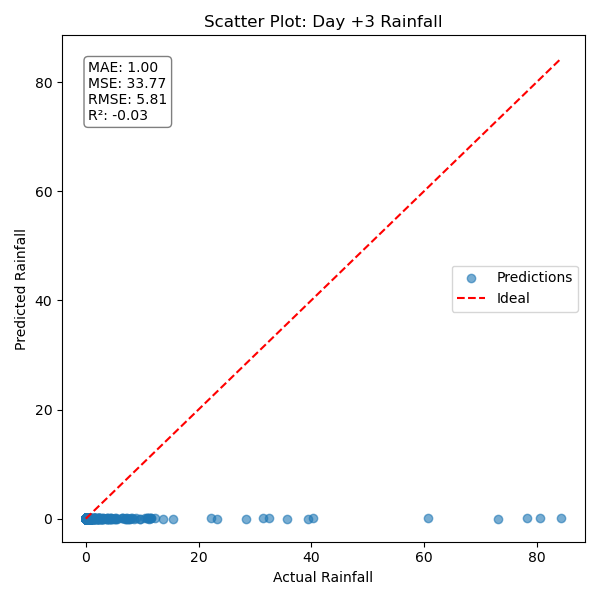 Scatter Plot: Day +3 Rainfall
MAE: 1.00
MSE: 33.77
RMSE: 5.81
R²: -0.03
80
60
40
20
0
Predicted Rainfall
Predictions
Ideal
0
20
40
60
80
Actual Rainfall